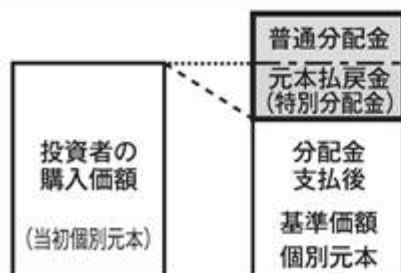 普通分配金
元本払戻金
(特別分配金)
投資者の
購入価額
(当初個別元本)
分配金
支払後
基準価額
個別元本